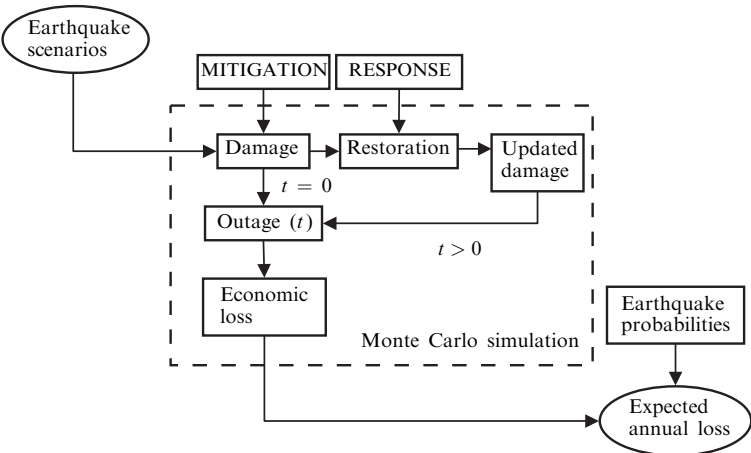 Earthquake
scenarios
MITIGATION
RESPONSE
Damage
Restoration
Updated
damage
t = 0
Outage (t)
t > 0
Economic
loss
Monte Carlo simulation
Earthquake
probabilities
Expected
annual loss